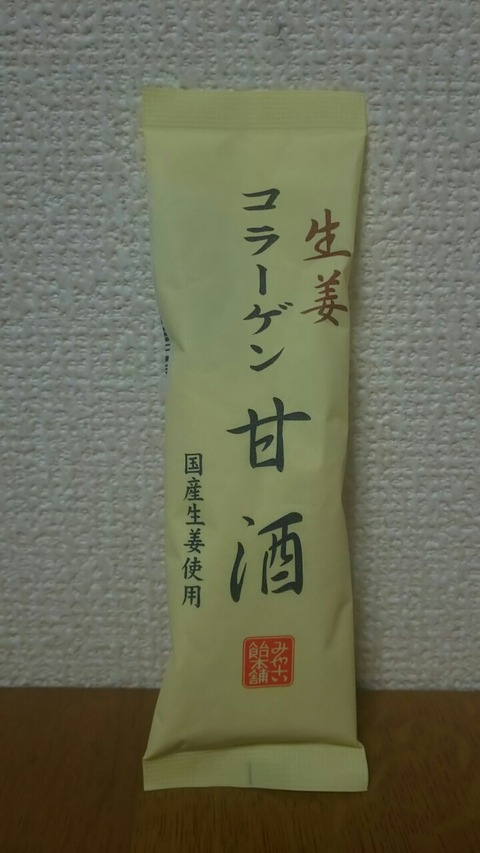 生姜
コラーゲン甘酒
国産生姜使用
みやこ
飴本舗